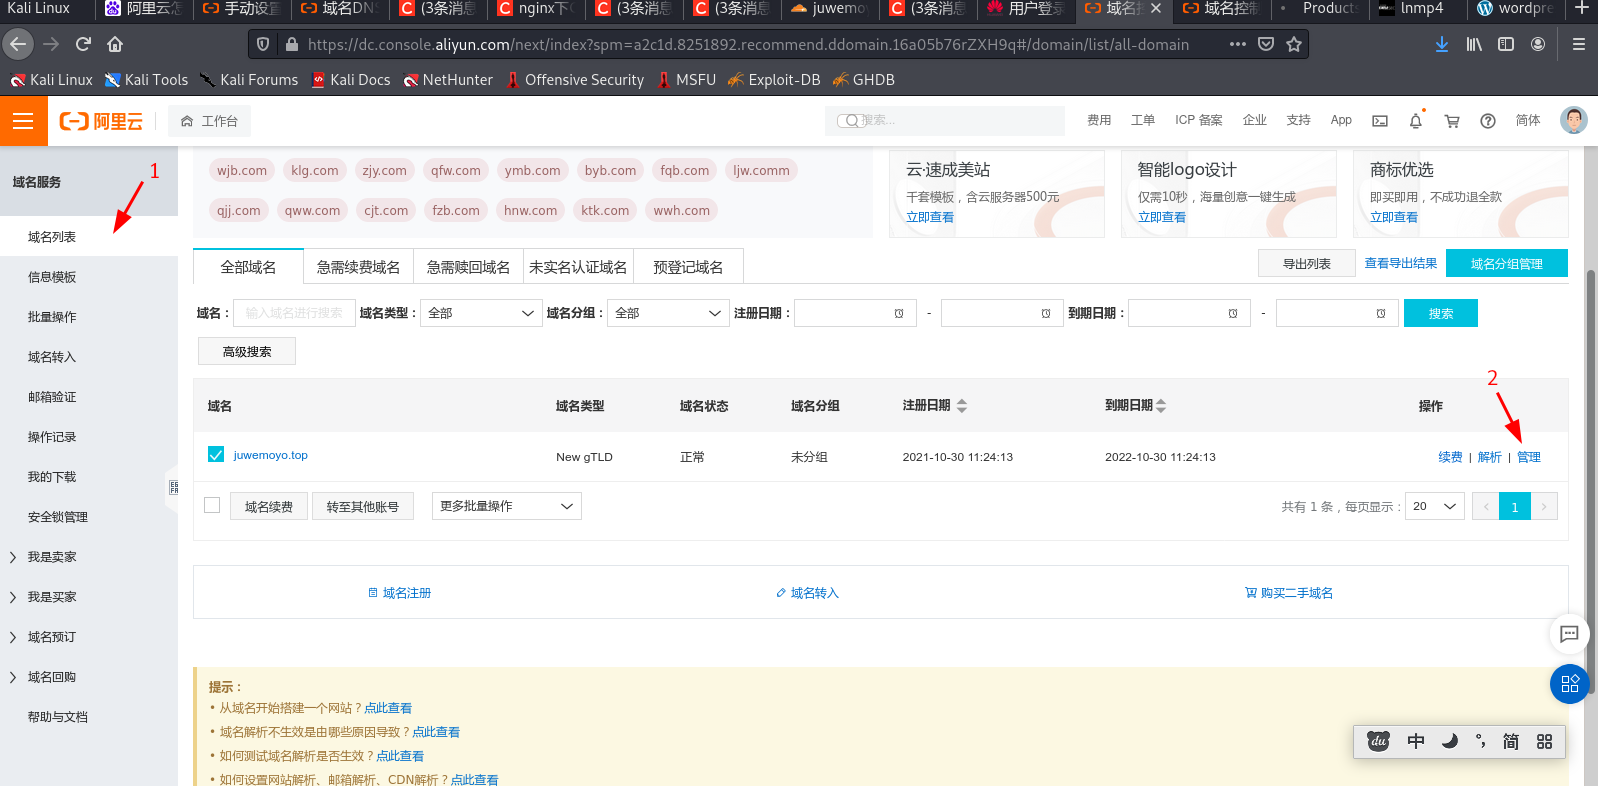 Kali Linux 阿里云怎 手动设置 域名DNS (3条消息 nginx下 (3条消息 (3条消息 juwemoy (3条消息 用户登录 域名控 域名控制 Products lnmp4 wordpre
https://dc.console.aliyun.com/next/index?spm=a2c1d.8251892.recommend.ddomain.16a05b76rZXH9q#/domain/list/all-domain
Kali Linux Kali Tools Kali Forums Kali Docs NetHunter Offensive Security MSFU Exploit-DB GHDB
阿里云 工作台 搜索... 费用 工单 ICP 备案 企业 支持 App 简体
域名服务
1
域名列表
信息模板
批量操作
域名转入
邮箱验证
操作记录
我的下载
安全锁管理
我是卖家
我是买家
域名预订
域名回购
帮助与文档
wjb.com klg.com zjy.com qfw.com ymb.com byb.com fqb.com ljw.comm
qjj.com qww.com cjt.com fzb.com hnw.com ktk.com wwh.com
云·速成美站
千套模板，含云服务器500元
立即查看
智能logo设计
仅需10秒，海量创意一键生成
立即查看
商标优选
即买即用，不成功退全款
立即查看
全部域名 急需续费域名 急需赎回域名 未实名认证域名 预登记域名 导出列表 查看导出结果 域名分组管理
域名： 输入域名进行搜索 域名类型： 全部 域名分组： 全部 注册日期： - 到期日期： - 搜索
高级搜索
2
域名 域名类型 域名状态 域名分组 注册日期 到期日期 操作
juwemoyo.top New gTLD 正常 未分组 2021-10-30 11:24:13 2022-10-30 11:24:13 续费 | 解析 | 管理
域名续费 转至其他账号 更多批量操作 共有 1 条，每页显示： 20 1
域名注册 域名转入 购买二手域名
提示：
• 从域名开始搭建一个网站？点此查看
• 域名解析不生效是由哪些原因导致？点此查看
• 如何测试域名解析是否生效？点此查看
• 如何设置网站解析、邮箱解析、CDN解析？点此查看
du 中 °, 简